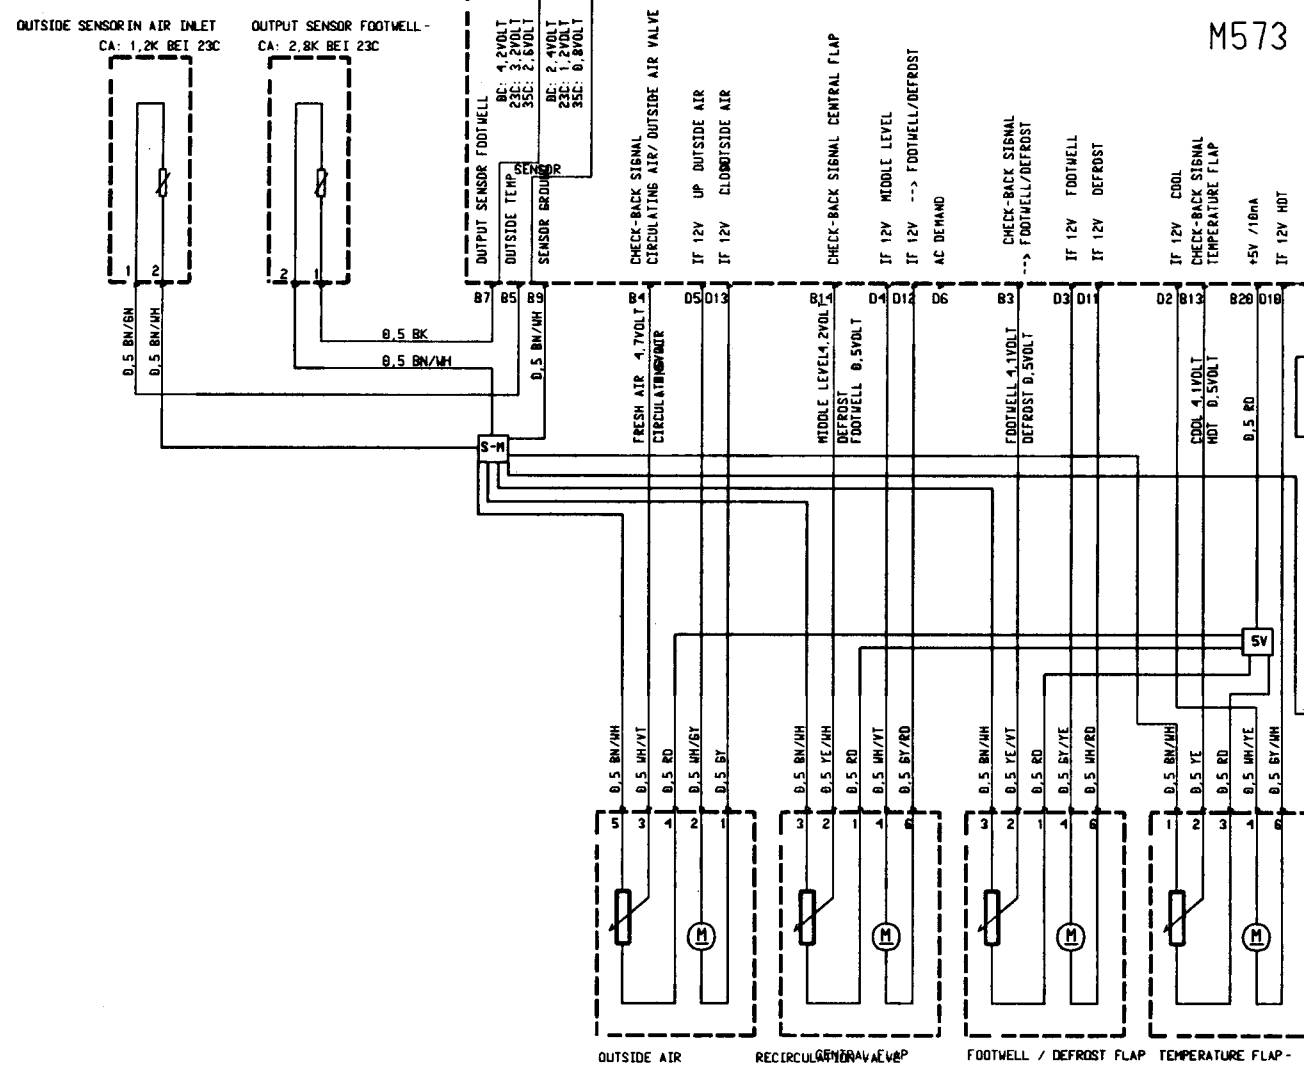 M573
OUTSIDE SENSOR IN AIR INLET
CA: 1,2K BEI 23C
OUTPUT SENSOR FOOTWELL-
CA: 2,8K BEI 23C
1 2
2 1
0,5 BN/GN
0,5 BN/WH
0,5 BK
0,5 BN/WH
0,5 BN/WH
OUTPUT SENSOR FOOTWELL
0C: 4,2VOLT
23C: 3,2VOLT
35C: 2,6VOLT
OUTSIDE TEMP
SENSOR
0C: 2,4VOLT
23C: 1,2VOLT
35C: 0,8VOLT
SENSOR GROUND
CHECK-BACK SIGNAL
CIRCULATING AIR/ OUTSIDE AIR VALVE
IF 12V UP OUTSIDE AIR
IF 12V OUTSIDE AIR
CHECK-BACK SIGNAL CENTRAL FLAP
IF 12V MIDDLE LEVEL
IF 12V --> FOOTWELL/DEFROST
AC DEMAND
CHECK-BACK SIGNAL
--> FOOTWELL/DEFROST
IF 12V FOOTWELL
IF 12V DEFROST
IF 12V COOL
CHECK-BACK SIGNAL
TEMPERATURE FLAP
+5V /10mA
IF 12V HOT
B7 B5 B9 B4 D5 D13 B14 D4 D12 D6 B3 D3 D11 D2 B13 B20 D10
FRESH AIR 4,7VOLT
MIDDLE LEVEL 4,2VOLT
DEFROST
FOOTWELL 0,5VOLT
FOOTWELL 4,1VOLT
DEFROST 0,5VOLT
COOL 4,1VOLT
HOT 0,5VOLT
0,5 RD
S-M
5V
0,5 BN/WH
0,5 WH/VT
0,5 RD
0,5 WH/GY
0,5 GY
0,5 BN/WH
0,5 YE/WH
0,5 RD
0,5 WH/VT
0,5 GY/RD
0,5 BN/WH
0,5 YE/VT
0,5 RD
0,5 GY/YE
0,5 WH/RD
0,5 BN/WH
0,5 YE
0,5 RD
0,5 WH/YE
0,5 GY/WH
5 3 4 2 1
3 2 1 4 6
3 2 1 4 6
1 2 3 4 6
M M M M
OUTSIDE AIR
RECIRCULATION VALVE
CENTRAL FLAP
FOOTWELL / DEFROST FLAP
TEMPERATURE FLAP-